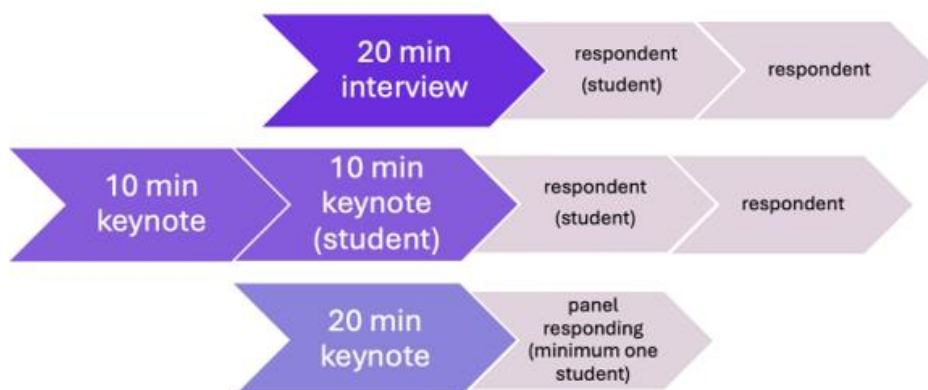 20 min
interview
respondent
(student)
respondent
10 min
keynote
10 min
keynote
(student)
respondent
(student)
respondent
20 min
keynote
panel
responding
(minimum one
student)